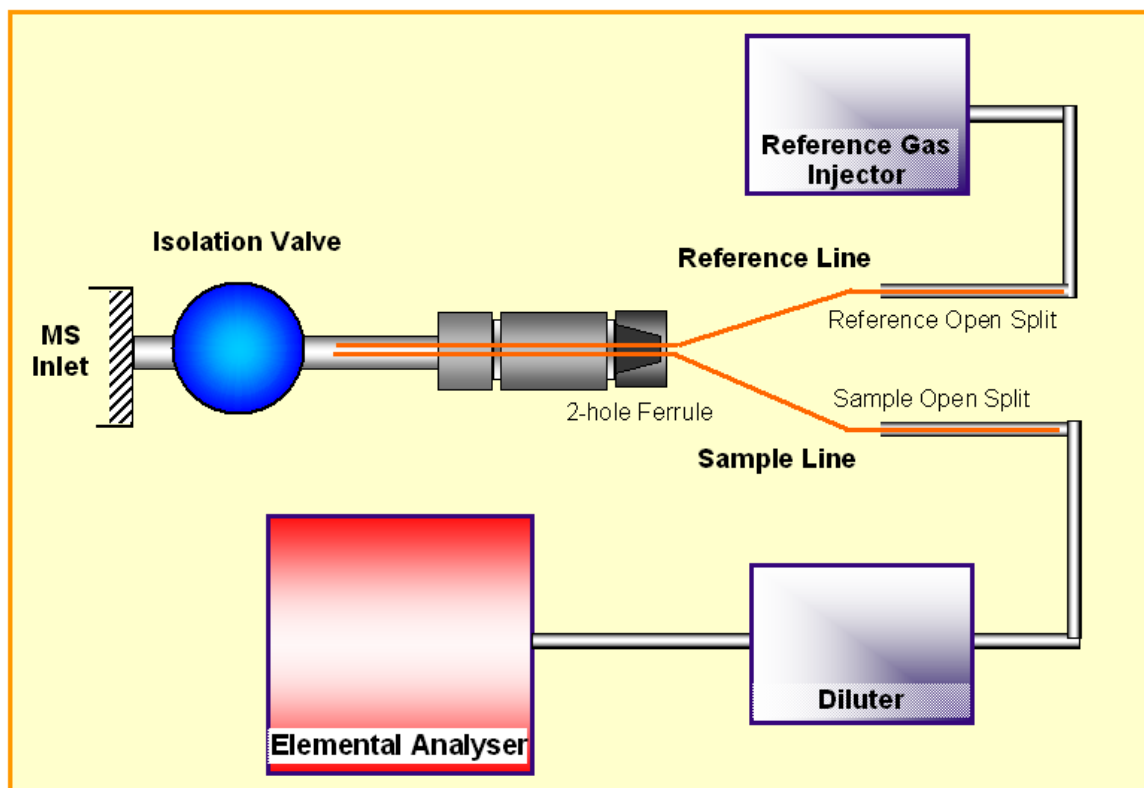 Reference Gas
Injector
Isolation Valve
Reference Line
MS
Inlet
Reference Open Split
2-hole Ferrule
Sample Open Split
Sample Line
Elemental Analyser
Diluter